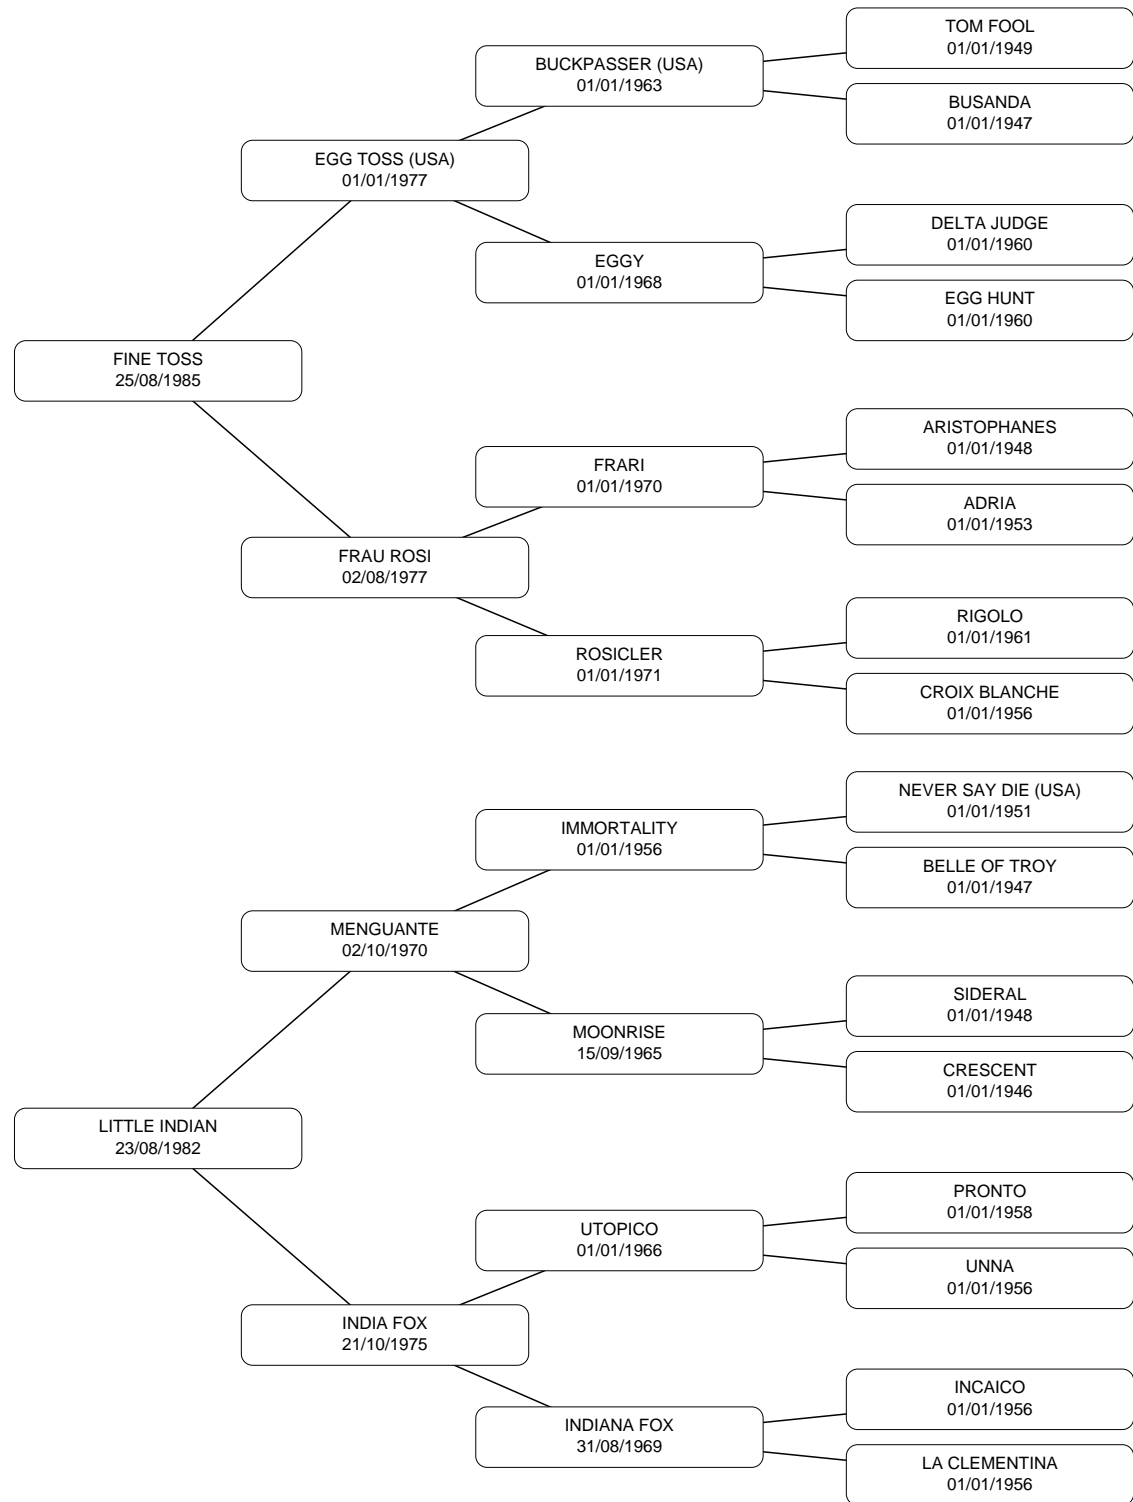 TOM FOOL
01/01/1949
BUCKPASSER (USA)
01/01/1963
BUSANDA
01/01/1947
EGG TOSS (USA)
01/01/1977
DELTA JUDGE
01/01/1960
EGGY
01/01/1968
EGG HUNT
01/01/1960
FINE TOSS
25/08/1985
ARISTOPHANES
01/01/1948
FRARI
01/01/1970
ADRIA
01/01/1953
FRAU ROSI
02/08/1977
RIGOLO
01/01/1961
ROSICLER
01/01/1971
CROIX BLANCHE
01/01/1956
NEVER SAY DIE (USA)
01/01/1951
IMMORTALITY
01/01/1956
BELLE OF TROY
01/01/1947
MENGUANTE
02/10/1970
SIDERAL
01/01/1948
MOONRISE
15/09/1965
CRESCENT
01/01/1946
LITTLE INDIAN
23/08/1982
PRONTO
01/01/1958
UTOPICO
01/01/1966
UNNA
01/01/1956
INDIA FOX
21/10/1975
INCAICO
01/01/1956
INDIANA FOX
31/08/1969
LA CLEMENTINA
01/01/1956